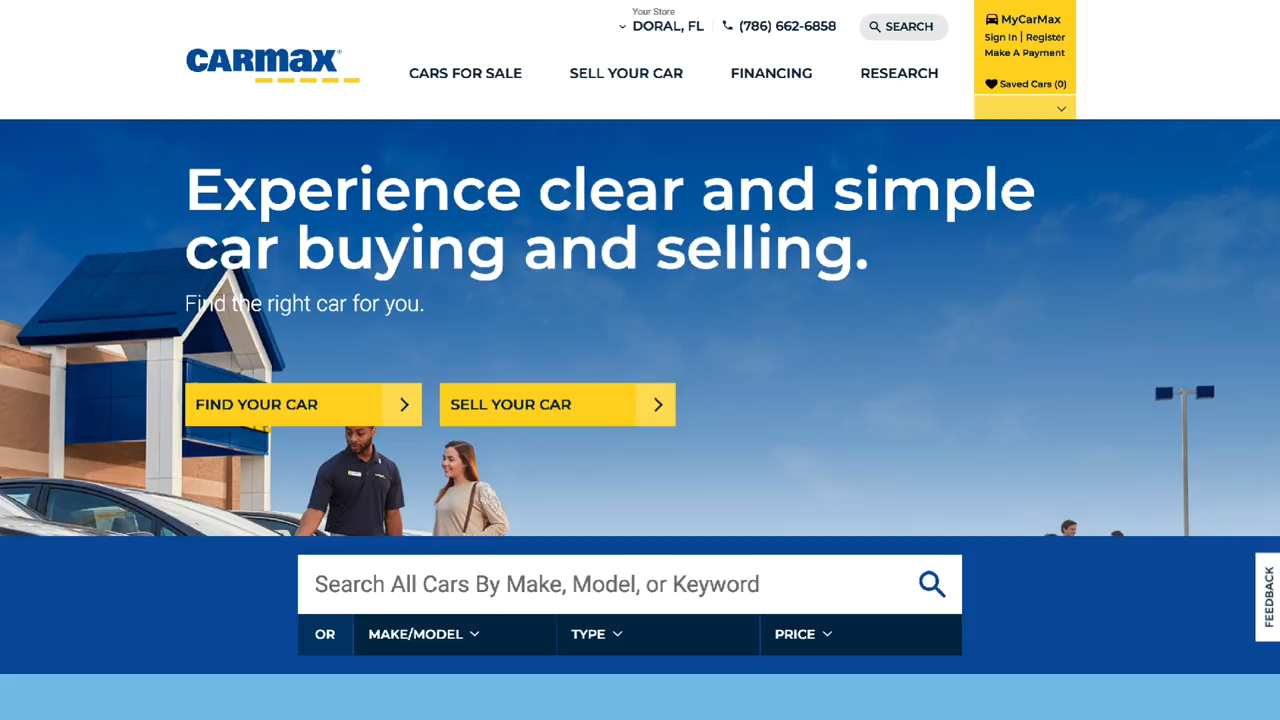 Your Store
DORAL, FL
(786) 662-6858
SEARCH
MyCarMax
Sign In | Register
Make A Payment
Saved Cars (0)
CARMAX®
CARS FOR SALE
SELL YOUR CAR
FINANCING
RESEARCH
Experience clear and simple
car buying and selling.
Find the right car for you.
FIND YOUR CAR
SELL YOUR CAR
Search All Cars By Make, Model, or Keyword
OR
MAKE/MODEL
TYPE
PRICE
FEEDBACK